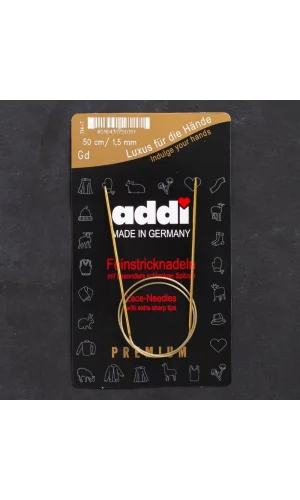 50 cm / 1,5 mm
Gd
Luxus für die Hände
Indulge your hands
addi
MADE IN GERMANY
Feinstricknadeln
Lace-Needles
with extra sharp tips
PREMIUM